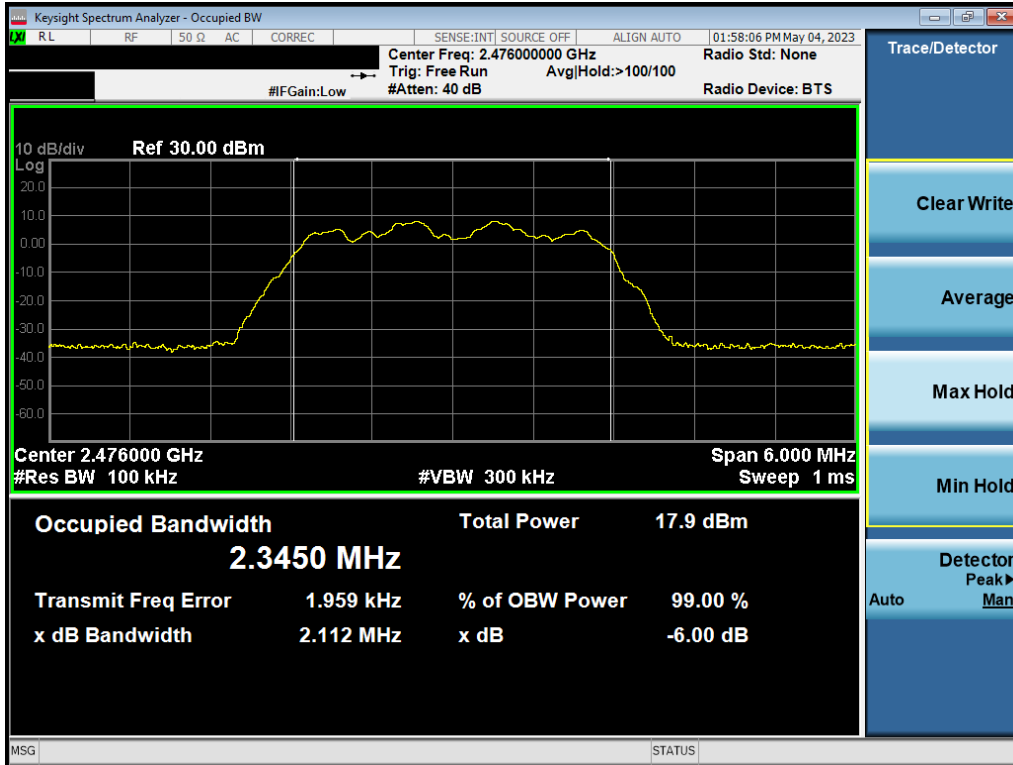 Keysight Spectrum Analyzer - Occupied BW
LXI RL RF 50 Ω AC CORREC SENSE:INT SOURCE OFF ALIGN AUTO 01:58:06 PM May 04, 2023
Center Freq: 2.476000000 GHz Radio Std: None
Trig: Free Run Avg|Hold:>100/100
#IFGain:Low #Atten: 40 dB Radio Device: BTS
Trace/Detector
10 dB/div Ref 30.00 dBm
Log
20.0
10.0
0.00
-10.0
-20.0
-30.0
-40.0
-50.0
-60.0
Center 2.476000 GHz Span 6.000 MHz
#Res BW 100 kHz #VBW 300 kHz Sweep 1 ms
Occupied Bandwidth Total Power 17.9 dBm
2.3450 MHz
Transmit Freq Error 1.959 kHz % of OBW Power 99.00 %
x dB Bandwidth 2.112 MHz x dB -6.00 dB
Clear Write
Average
Max Hold
Min Hold
Detector
Peak▶
Auto Man
MSG STATUS